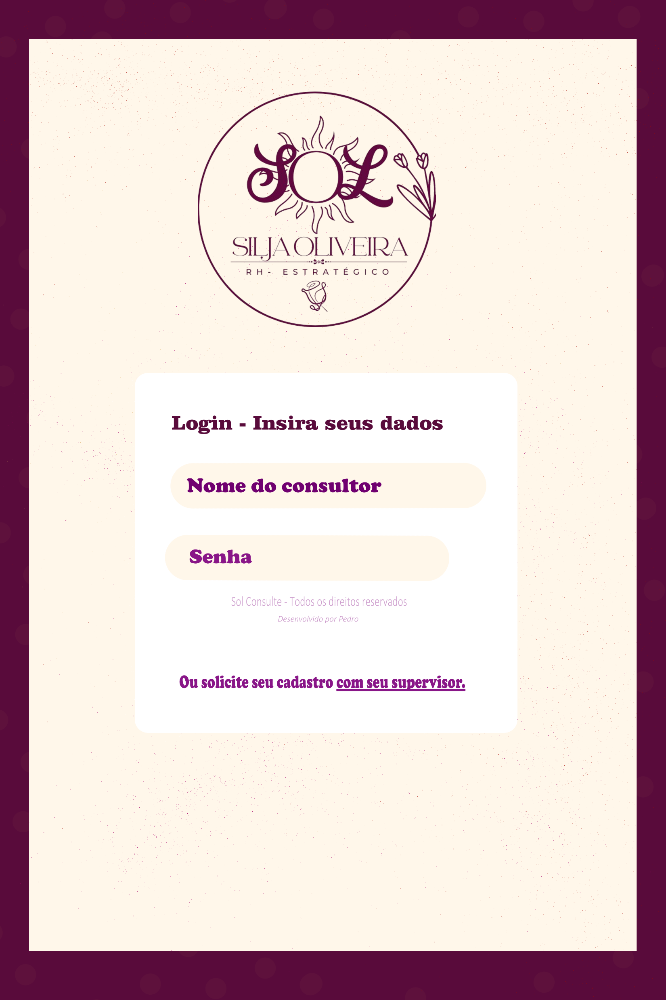 SOL
SILJA OLIVEIRA
RH- ESTRATÉGICO
Login - Insira seus dados
Nome do consultor
Senha
Sol Consulte - Todos os direitos reservados
Desenvolvido por Pedro
Ou solicite seu cadastro com seu supervisor.